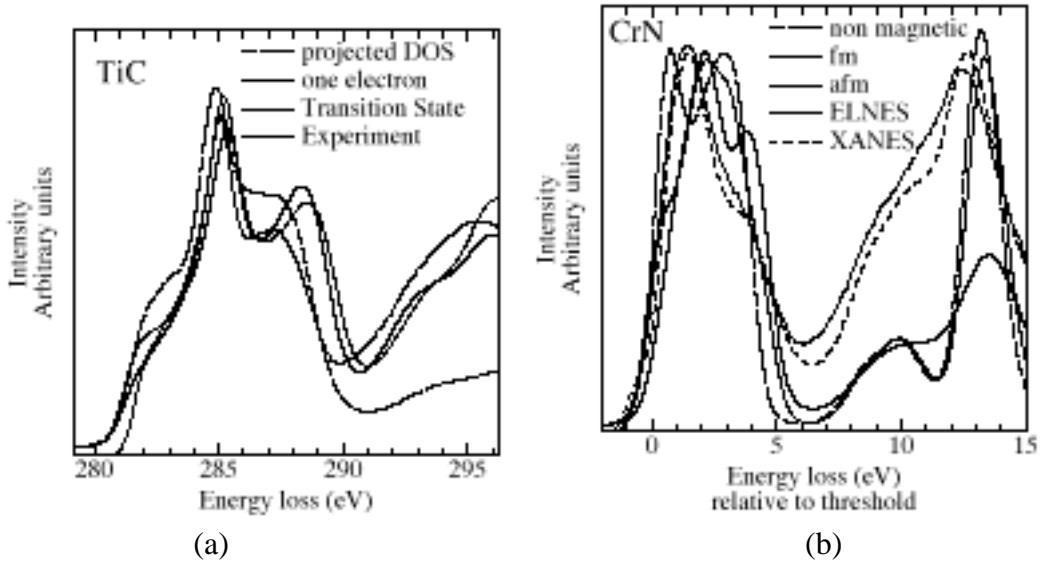 TiC
projected DOS
one electron
Transition State
Experiment
Intensity
Arbitrary units
280 285 290 295
Energy loss (eV)
(a)
CrN
non magnetic
fm
afm
ELNES
XANES
Intensity
Arbitrary units
0 5 10 15
Energy loss (eV)
relative to threshold
(b)